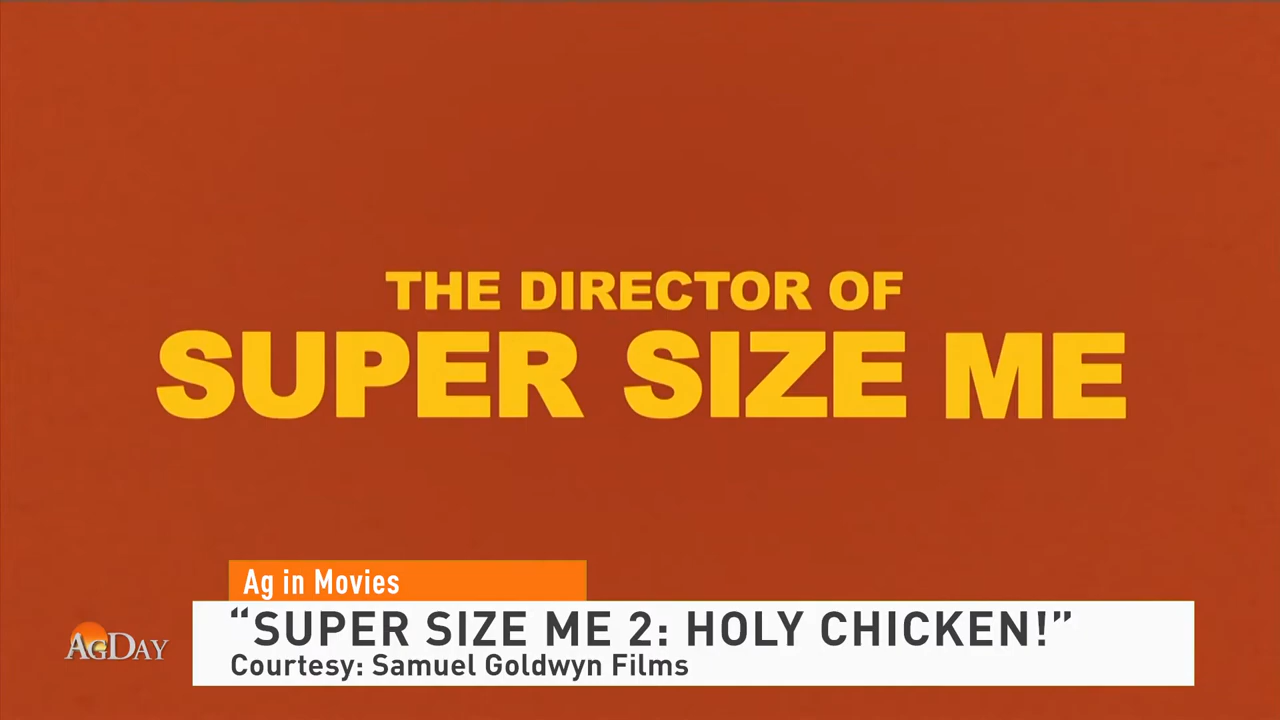 THE DIRECTOR OF
SUPER SIZE ME
Ag in Movies
“SUPER SIZE ME 2: HOLY CHICKEN!”
Courtesy: Samuel Goldwyn Films
AGDAY